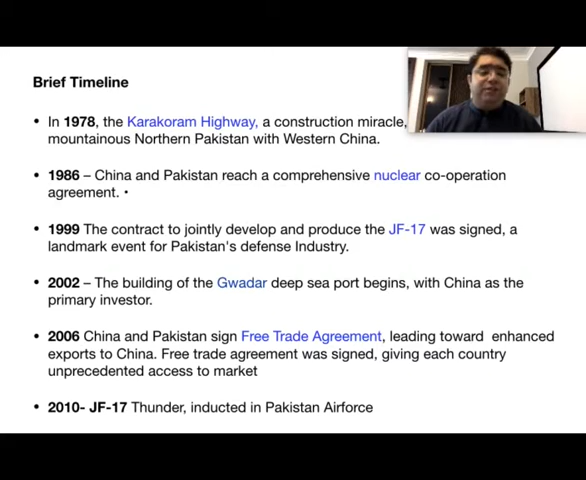 Brief Timeline
• In 1978, the Karakoram Highway, a construction miracle,
mountainous Northern Pakistan with Western China.
• 1986 – China and Pakistan reach a comprehensive nuclear co-operation
agreement. •
• 1999 The contract to jointly develop and produce the JF-17 was signed, a
landmark event for Pakistan's defense Industry.
• 2002 – The building of the Gwadar deep sea port begins, with China as the
primary investor.
• 2006 China and Pakistan sign Free Trade Agreement, leading toward enhanced
exports to China. Free trade agreement was signed, giving each country
unprecedented access to market
• 2010- JF-17 Thunder, inducted in Pakistan Airforce